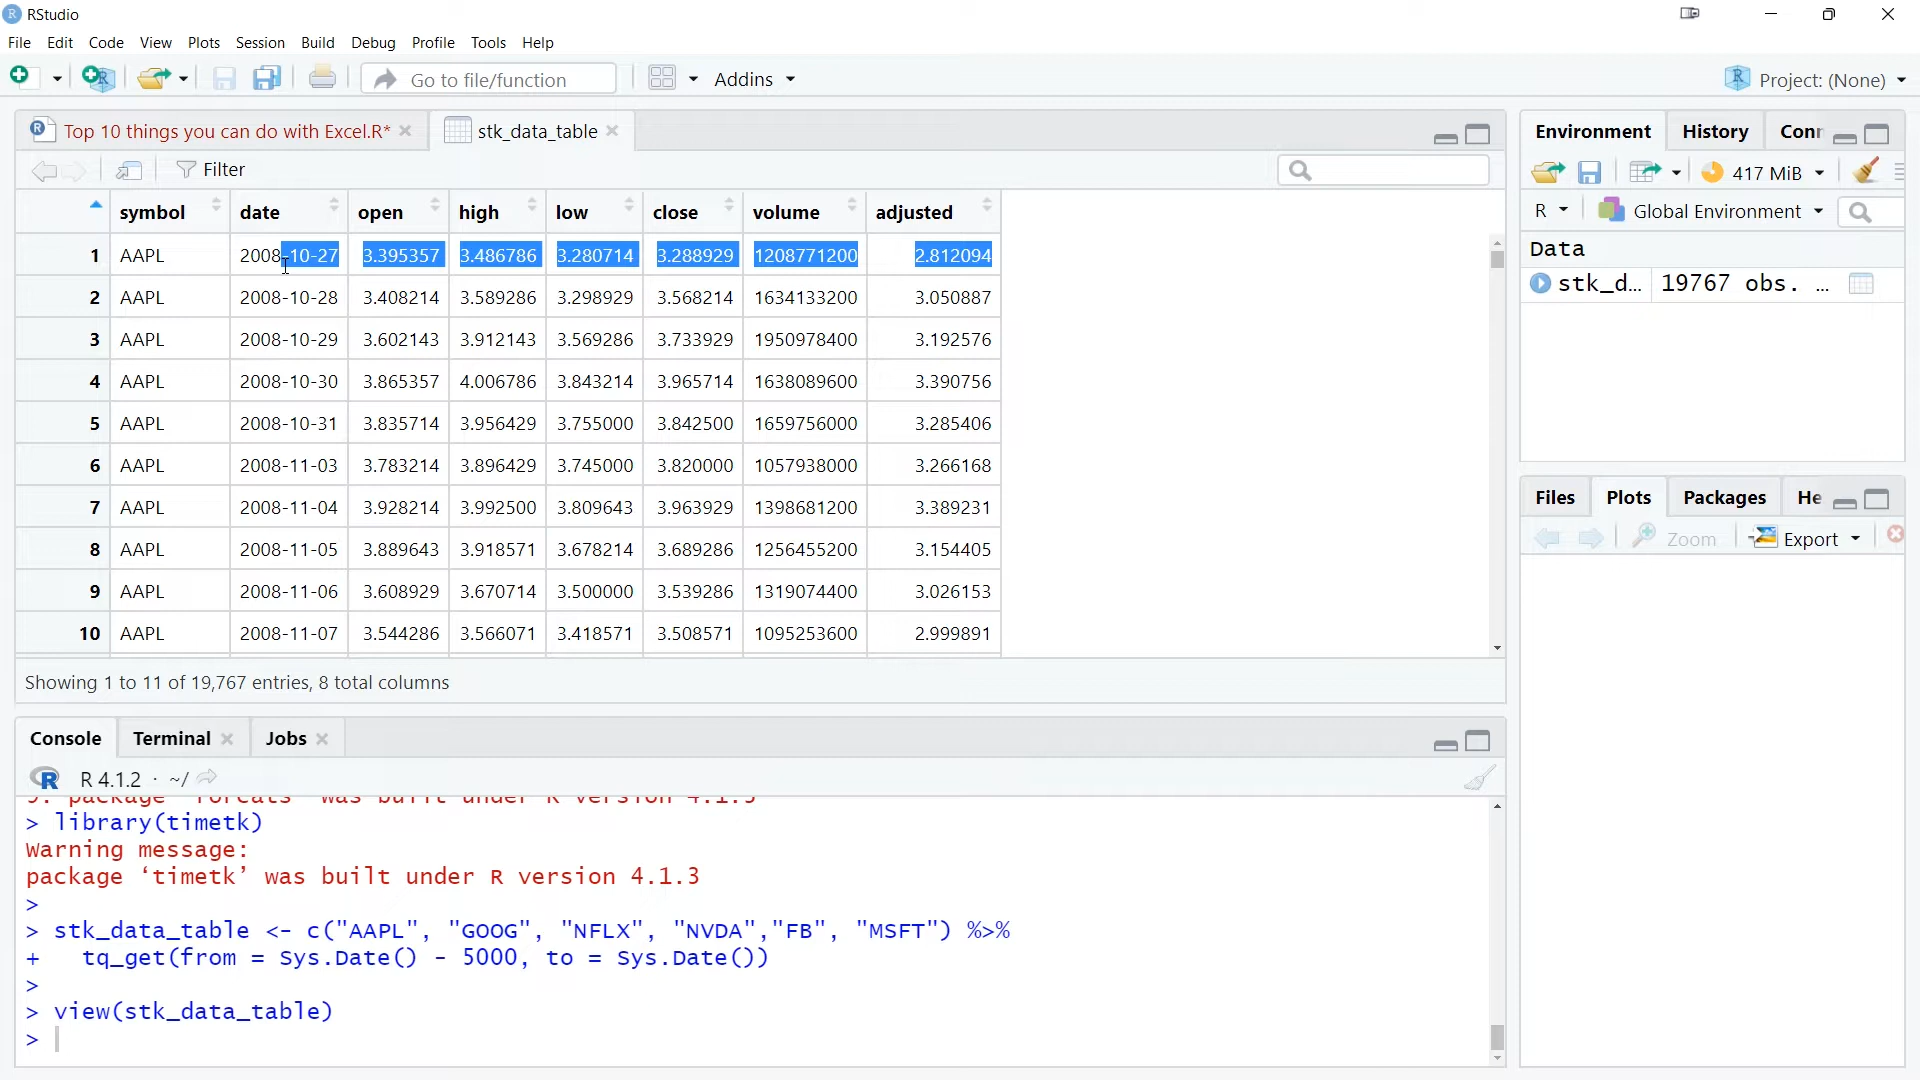 RStudio
File Edit Code View Plots Session Build Debug Profile Tools Help
Go to file/function Addins Project: (None)
Top 10 things you can do with Excel.R* stk_data_table
Filter
symbol date open high low close volume adjusted
1 AAPL 2008-10-27 3.395357 3.486786 3.280714 3.288929 1208771200 2.812094
2 AAPL 2008-10-28 3.408214 3.589286 3.298929 3.568214 1634133200 3.050887
3 AAPL 2008-10-29 3.602143 3.912143 3.569286 3.733929 1950978400 3.192576
4 AAPL 2008-10-30 3.865357 4.006786 3.843214 3.965714 1638089600 3.390756
5 AAPL 2008-10-31 3.835714 3.956429 3.755000 3.842500 1659756000 3.285406
6 AAPL 2008-11-03 3.783214 3.896429 3.745000 3.820000 1057938000 3.266168
7 AAPL 2008-11-04 3.928214 3.992500 3.809643 3.963929 1398681200 3.389231
8 AAPL 2008-11-05 3.889643 3.918571 3.678214 3.689286 1256455200 3.154405
9 AAPL 2008-11-06 3.608929 3.670714 3.500000 3.539286 1319074400 3.026153
10 AAPL 2008-11-07 3.544286 3.566071 3.418571 3.508571 1095253600 2.999891
Showing 1 to 11 of 19,767 entries, 8 total columns
Console Terminal Jobs
R 4.1.2 · ~/
> library(timetk)
Warning message:
package ‘timetk’ was built under R version 4.1.3
>
> stk_data_table <- c("AAPL", "GOOG", "NFLX", "NVDA","FB", "MSFT") %>%
+   tq_get(from = Sys.Date() - 5000, to = Sys.Date())
>
> view(stk_data_table)
>
Environment History Conr
417 MiB
R Global Environment
Data
stk_d… 19767 obs. …
Files Plots Packages He
Zoom Export